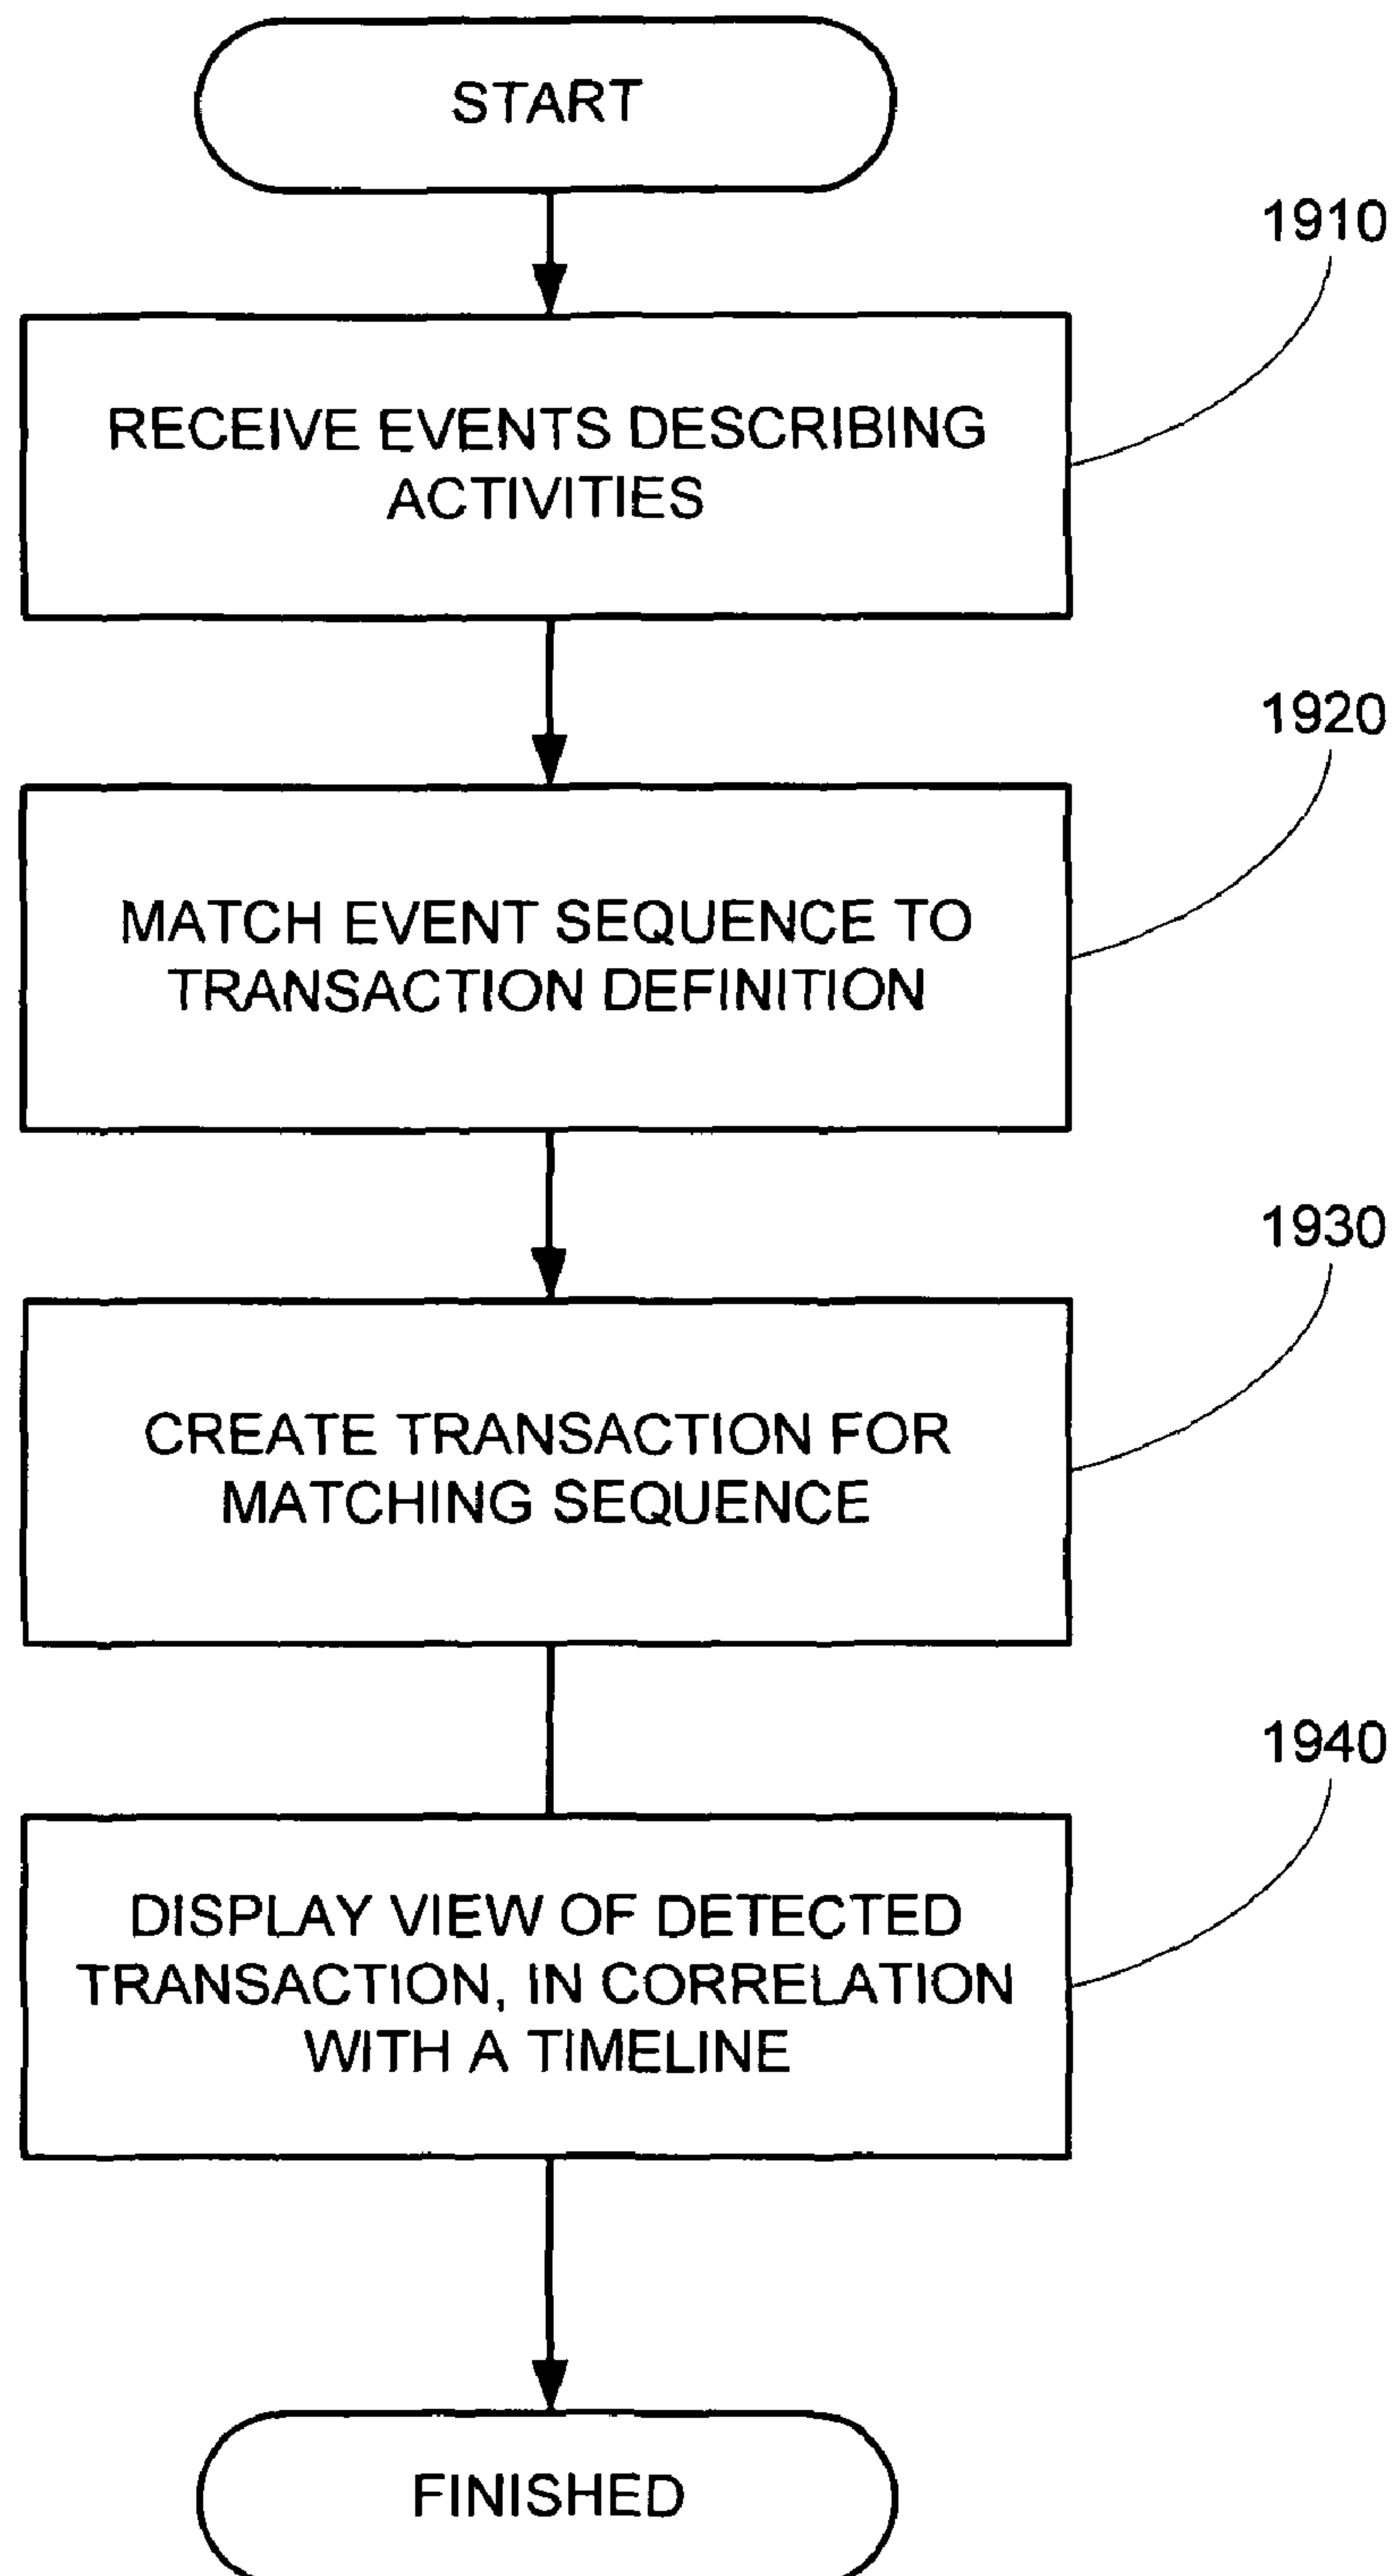 START
1910
RECEIVE EVENTS DESCRIBING
ACTIVITIES
1920
MATCH EVENT SEQUENCE TO
TRANSACTION DEFINITION
1930
CREATE TRANSACTION FOR
MATCHING SEQUENCE
1940
DISPLAY VIEW OF DETECTED
TRANSACTION, IN CORRELATION
WITH A TIMELINE
FINISHED